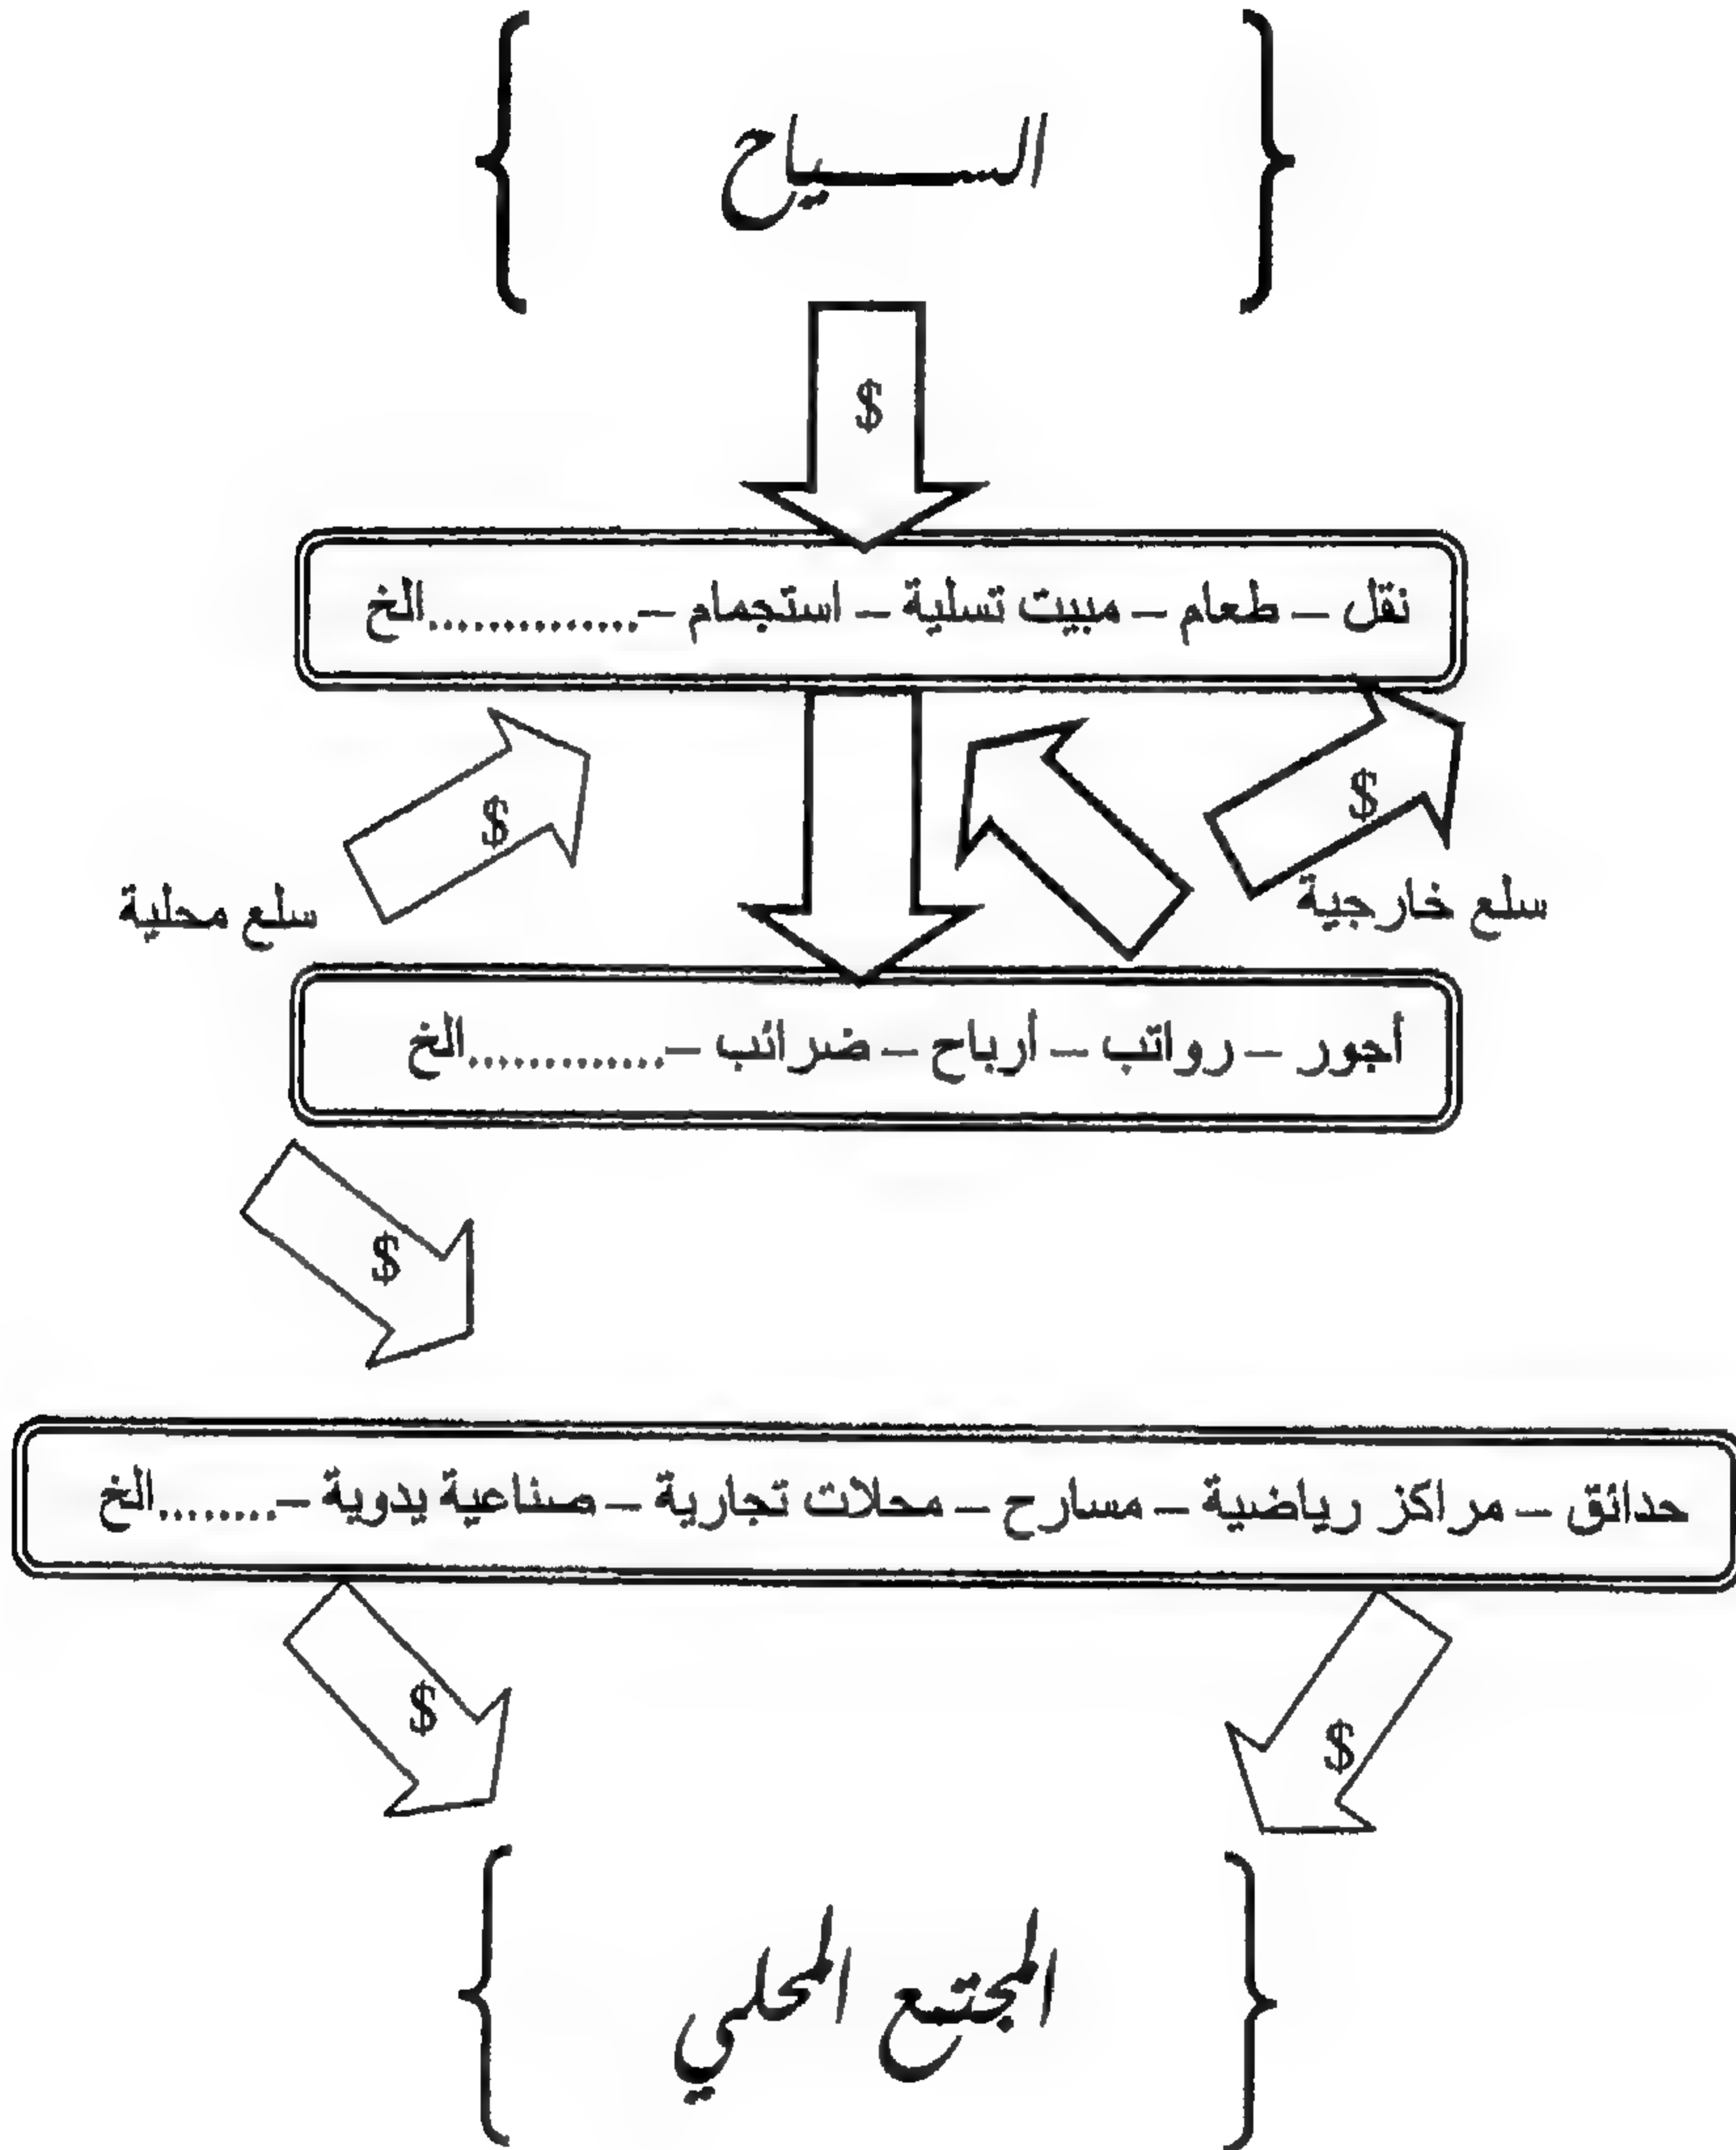 السياح
$
نقل – طعام – مبيت تسلية – استجمام –..............الخ
$
$
سلع خارجية
سلع محلية
أجور – رواتب – أرباح – ضرائب –.............الخ
$
حدائق – مراكز رياضية – مسارح – محلات تجارية – صناعية يدوية –........الخ
$
$
المجتمع المحلي